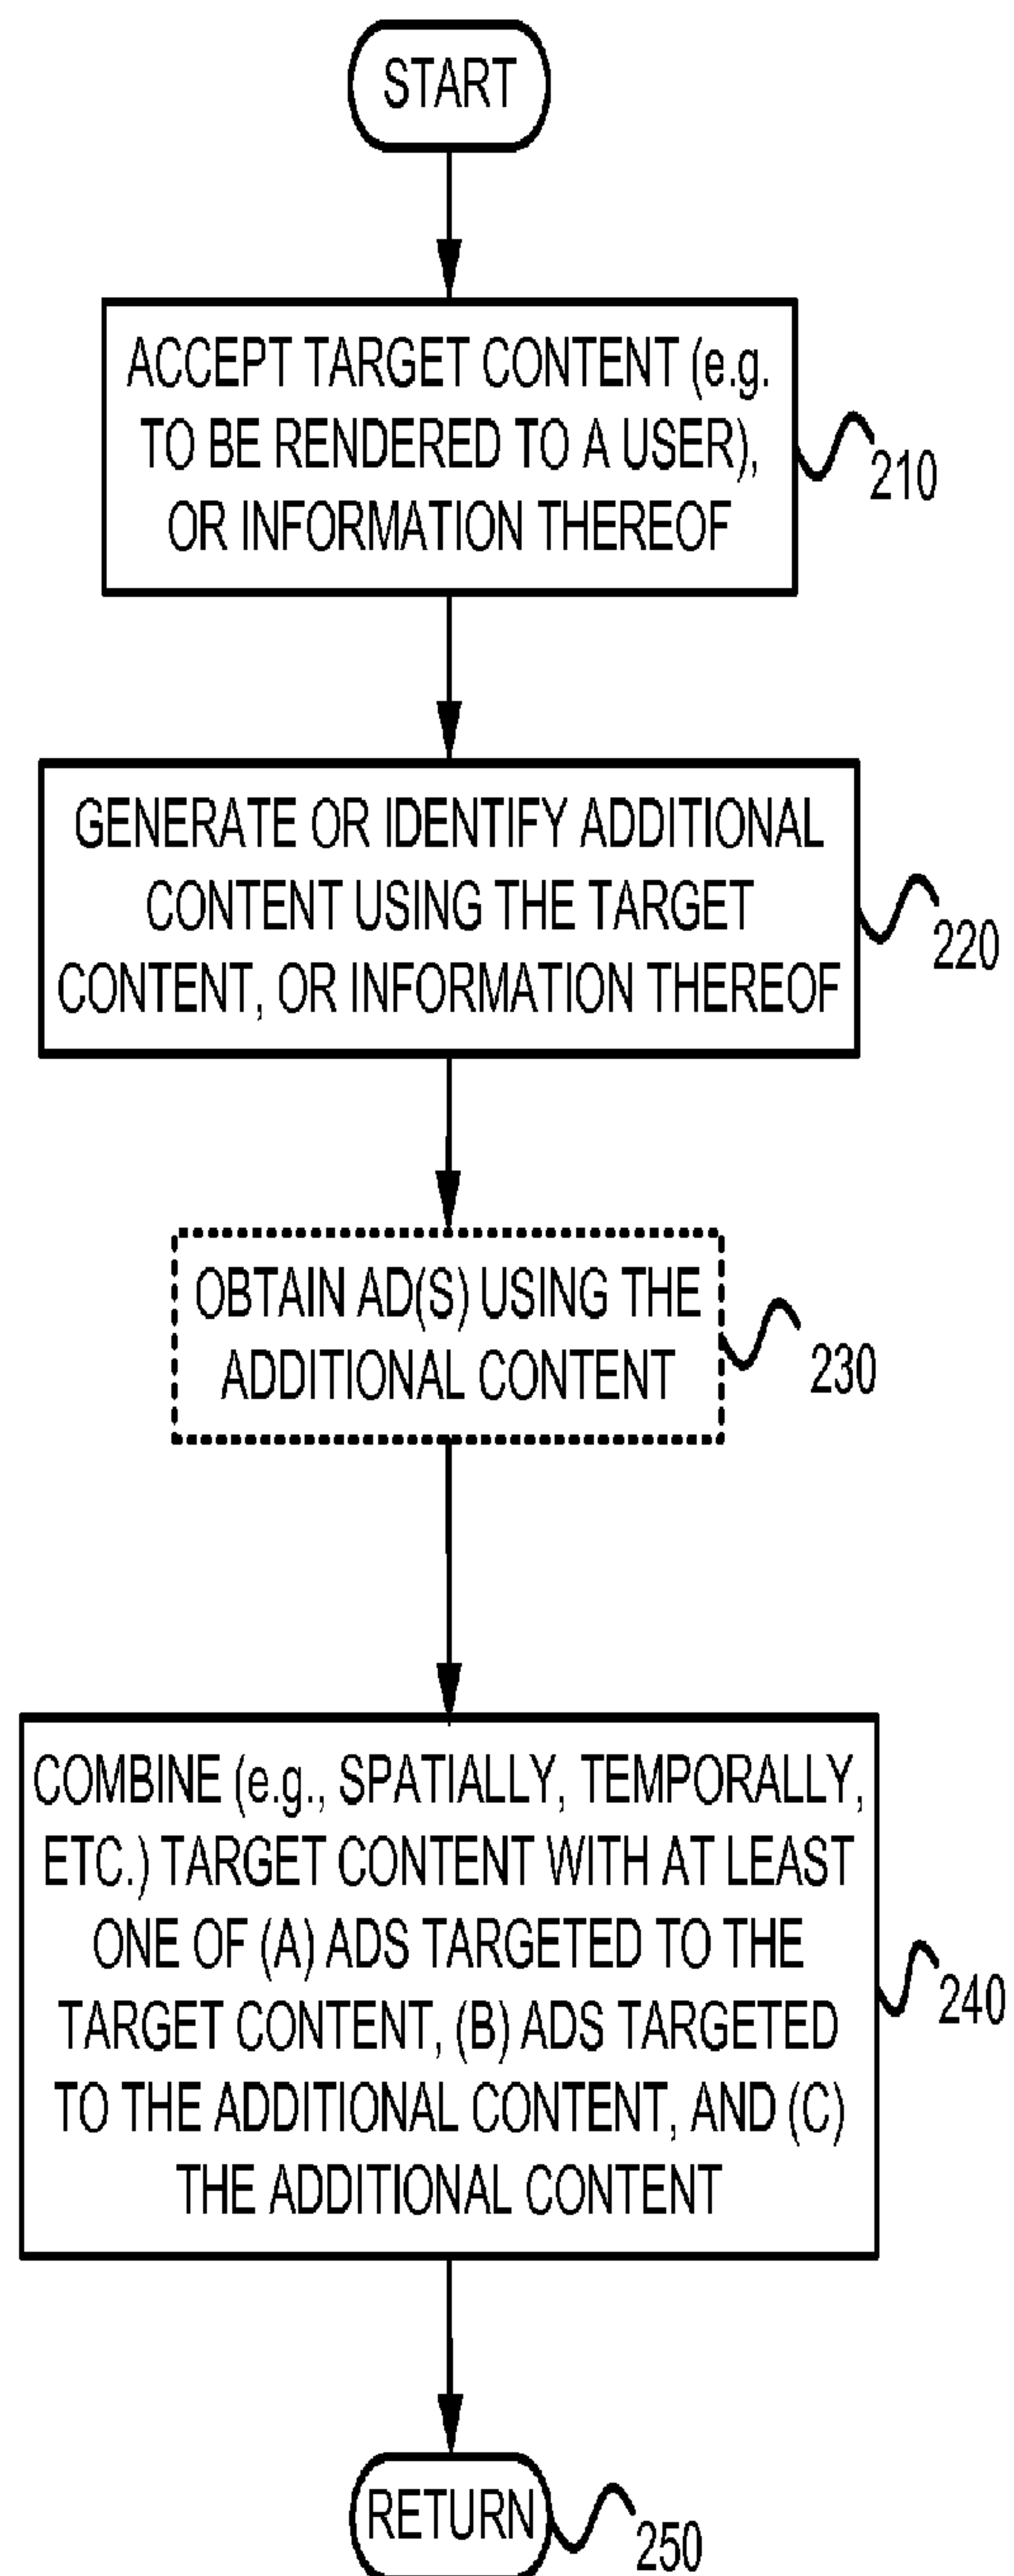 START
ACCEPT TARGET CONTENT (e.g.
TO BE RENDERED TO A USER),
OR INFORMATION THEREOF
210
GENERATE OR IDENTIFY ADDITIONAL
CONTENT USING THE TARGET
CONTENT, OR INFORMATION THEREOF
220
OBTAIN AD(S) USING THE
ADDITIONAL CONTENT
230
COMBINE (e.g., SPATIALLY, TEMPORALLY,
ETC.) TARGET CONTENT WITH AT LEAST
ONE OF (A) ADS TARGETED TO THE
TARGET CONTENT, (B) ADS TARGETED
TO THE ADDITIONAL CONTENT, AND (C)
THE ADDITIONAL CONTENT
240
RETURN
250